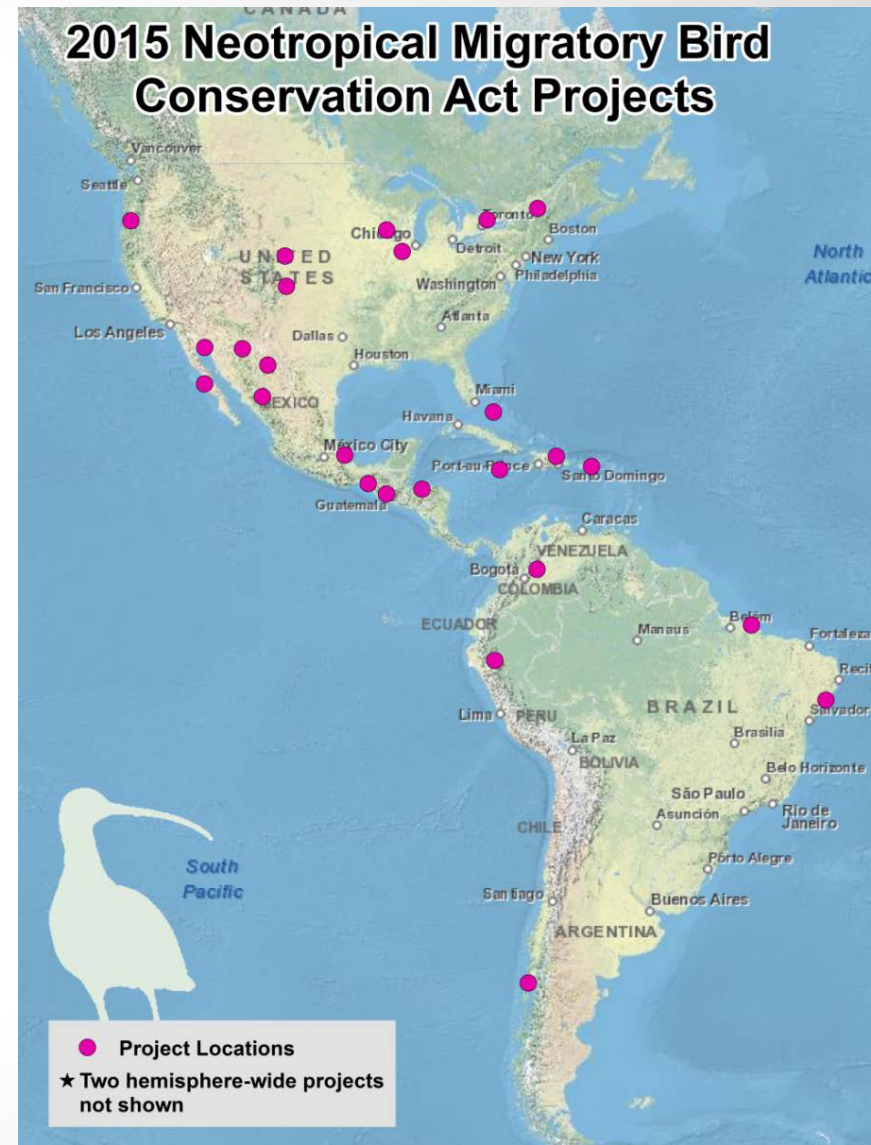 CANADA
2015 Neotropical Migratory Bird
Conservation Act Projects
Vancouver
Seattle
Toronto
Boston
Chicago
Detroit
New York
Philadelphia
Washington
UNITED
STATES
North
Atlantic
San Francisco
Los Angeles
Dallas
Atlanta
Houston
Miami
Havana
MEXICO
México City
Port-au-Prince
Santo Domingo
Guatemala
Caracas
VENEZUELA
Bogotá
COLOMBIA
ECUADOR
Manaus
Belém
Fortaleza
Recif
BRAZIL
Salvador
Lima
PERU
La Paz
BOLIVIA
Brasilia
Belo Horizonte
São Paulo
Rio de
Janeiro
Asunción
CHILE
Pôrto Alegre
South
Pacific
Santiago
Buenos Aires
ARGENTINA
Project Locations
★ Two hemisphere-wide projects
not shown